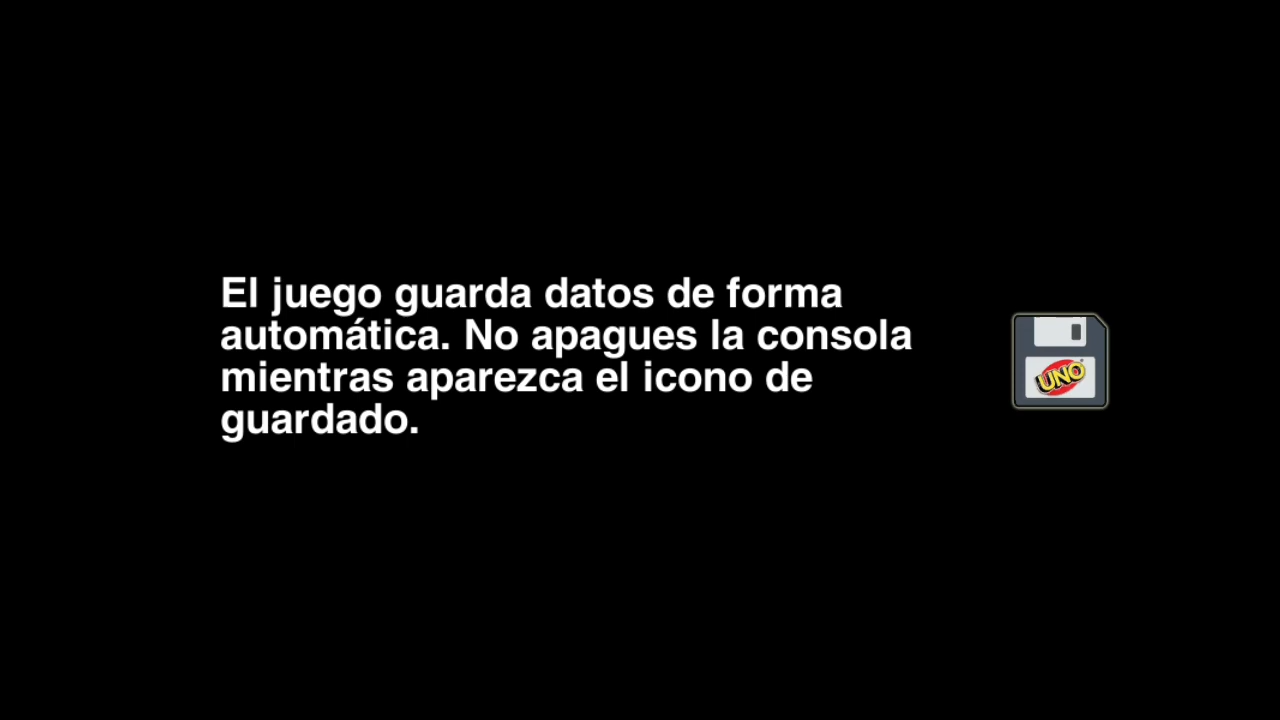 El juego guarda datos de forma
automática. No apagues la consola
mientras aparezca el icono de
guardado.
UNO